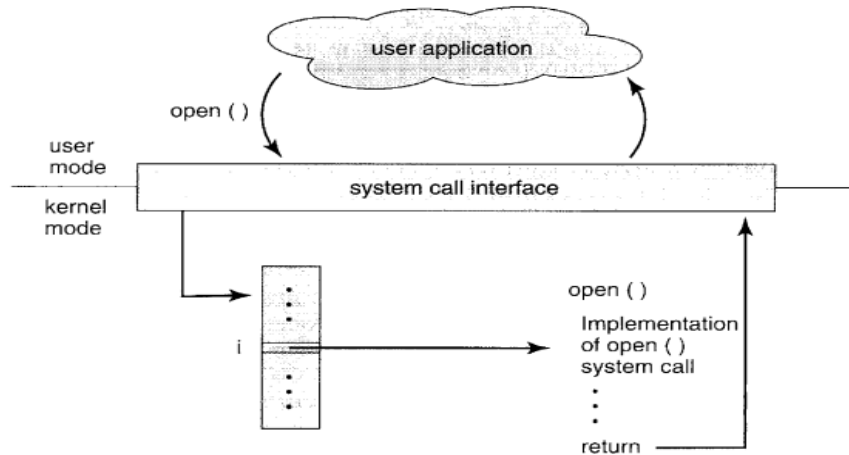 user application
open ( )
user
mode
system call interface
kernel
mode
open ( )
i
Implementation
of open ( )
system call
return